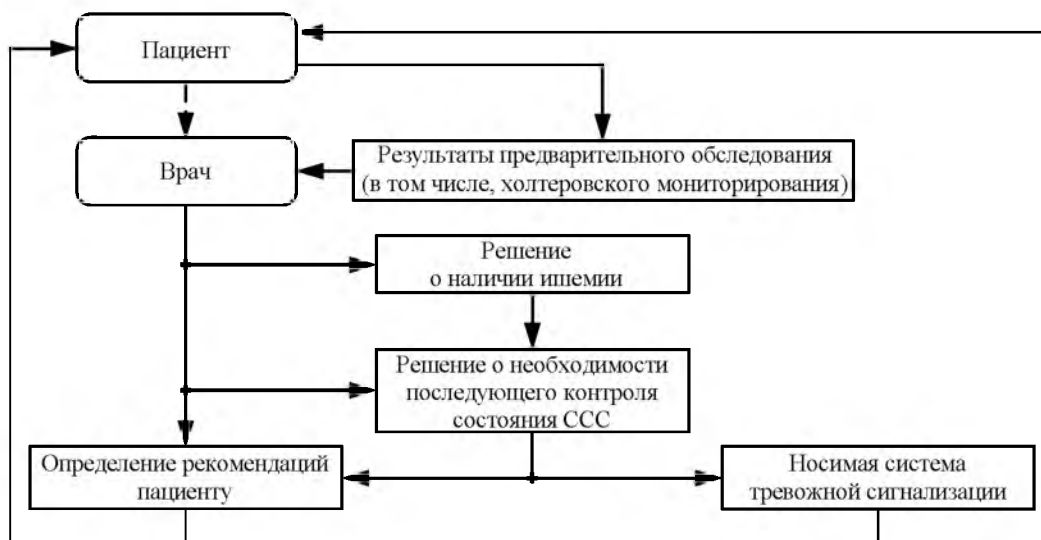 Пациент
Врач
Результаты предварительного обследования
(в том числе, холтеровского мониторирования)
Решение
о наличии ишемии
Решение о необходимости
последующего контроля
состояния ССС
Определение рекомендаций
пациенту
Носимая система
тревожной сигнализации